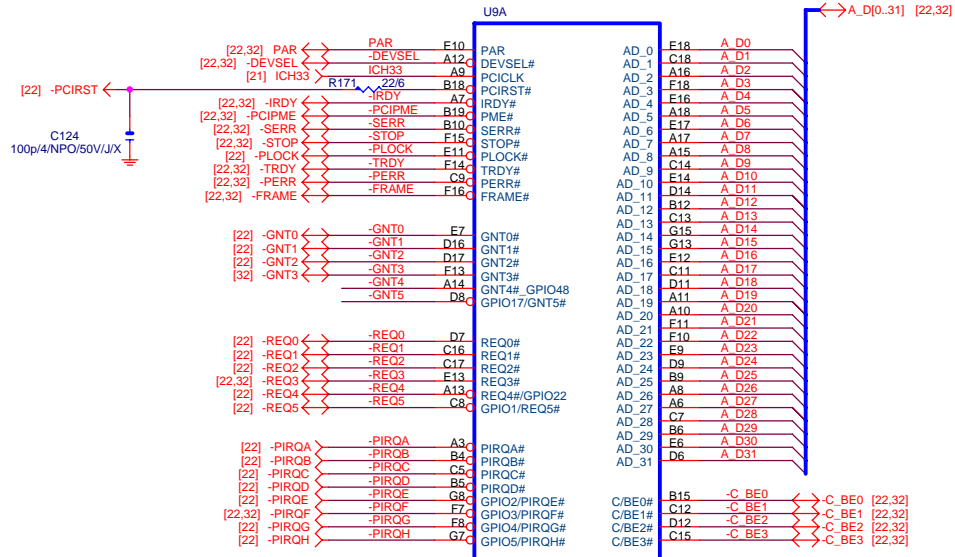 U9A
A_D[0..31] [22,32]
[22,32] PAR PAR E10 PAR AD_0 E18 A_D0
[22,32] -DEVSEL -DEVSEL A12 DEVSEL# AD_1 C18 A_D1
[21] ICH33 ICH33 A9 PCICLK AD_2 A16 A_D2
[22] -PCIRST R171 22/6 B18 PCIRST# AD_3 F18 A_D3
[22,32] -IRDY -IRDY A7 IRDY# AD_4 E16 A_D4
[22,32] -PCIPME -PCIPME B19 PME# AD_5 A18 A_D5
[22,32] -SERR -SERR B10 SERR# AD_6 E17 A_D6
[22,32] -STOP -STOP F15 STOP# AD_7 A17 A_D7
[22] -PLOCK -PLOCK E11 PLOCK# AD_8 A15 A_D8
[22,32] -TRDY -TRDY F14 TRDY# AD_9 C14 A_D9
[22,32] -PERR -PERR C9 PERR# AD_10 E14 A_D10
[22,32] -FRAME -FRAME F16 FRAME# AD_11 D14 A_D11
C124
100p/4/NPO/50V/J/X
AD_12 B12 A_D12
AD_13 C13 A_D13
[22] -GNT0 -GNT0 E7 GNT0# AD_14 G15 A_D14
[22] -GNT1 -GNT1 D16 GNT1# AD_15 G13 A_D15
[22] -GNT2 -GNT2 D17 GNT2# AD_16 E12 A_D16
[32] -GNT3 -GNT3 F13 GNT3# AD_17 C11 A_D17
-GNT4 A14 GNT4#_GPIO48 AD_18 D11 A_D18
-GNT5 D8 GPIO17/GNT5# AD_19 A11 A_D19
AD_20 A10 A_D20
AD_21 F11 A_D21
[22] -REQ0 -REQ0 D7 REQ0# AD_22 F10 A_D22
[22] -REQ1 -REQ1 C16 REQ1# AD_23 E9 A_D23
[22] -REQ2 -REQ2 C17 REQ2# AD_24 D9 A_D24
[22,32] -REQ3 -REQ3 E13 REQ3# AD_25 B9 A_D25
[22] -REQ4 -REQ4 A13 REQ4#/GPIO22 AD_26 A8 A_D26
[22] -REQ5 -REQ5 C8 GPIO1/REQ5# AD_27 A6 A_D27
AD_28 C7 A_D28
AD_29 B6 A_D29
[22] -PIRQA -PIRQA A3 PIRQA# AD_30 E6 A_D30
[22] -PIRQB -PIRQB B4 PIRQB# AD_31 D6 A_D31
[22] -PIRQC -PIRQC C5 PIRQC#
[22] -PIRQD -PIRQD B5 PIRQD#
[22] -PIRQE -PIRQE G8 GPIO2/PIRQE# C/BE0# B15 -C_BE0 -C_BE0 [22,32]
[22,32] -PIRQF -PIRQF F7 GPIO3/PIRQF# C/BE1# C12 -C_BE1 -C_BE1 [22,32]
[22] -PIRQG -PIRQG F8 GPIO4/PIRQG# C/BE2# D12 -C_BE2 -C_BE2 [22,32]
[22] -PIRQH -PIRQH G7 GPIO5/PIRQH# C/BE3# C15 -C_BE3 -C_BE3 [22,32]